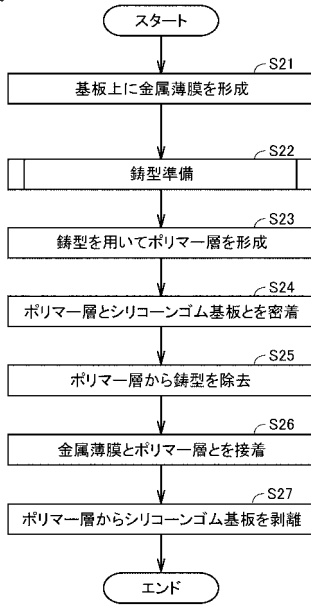 スタート
S21
基板上に金属薄膜を形成
S22
鋳型準備
S23
鋳型を用いてポリマー層を形成
S24
ポリマー層とシリコーンゴム基板とを密着
S25
ポリマー層から鋳型を除去
S26
金属薄膜とポリマー層とを接着
S27
ポリマー層からシリコーンゴム基板を剥離
エンド